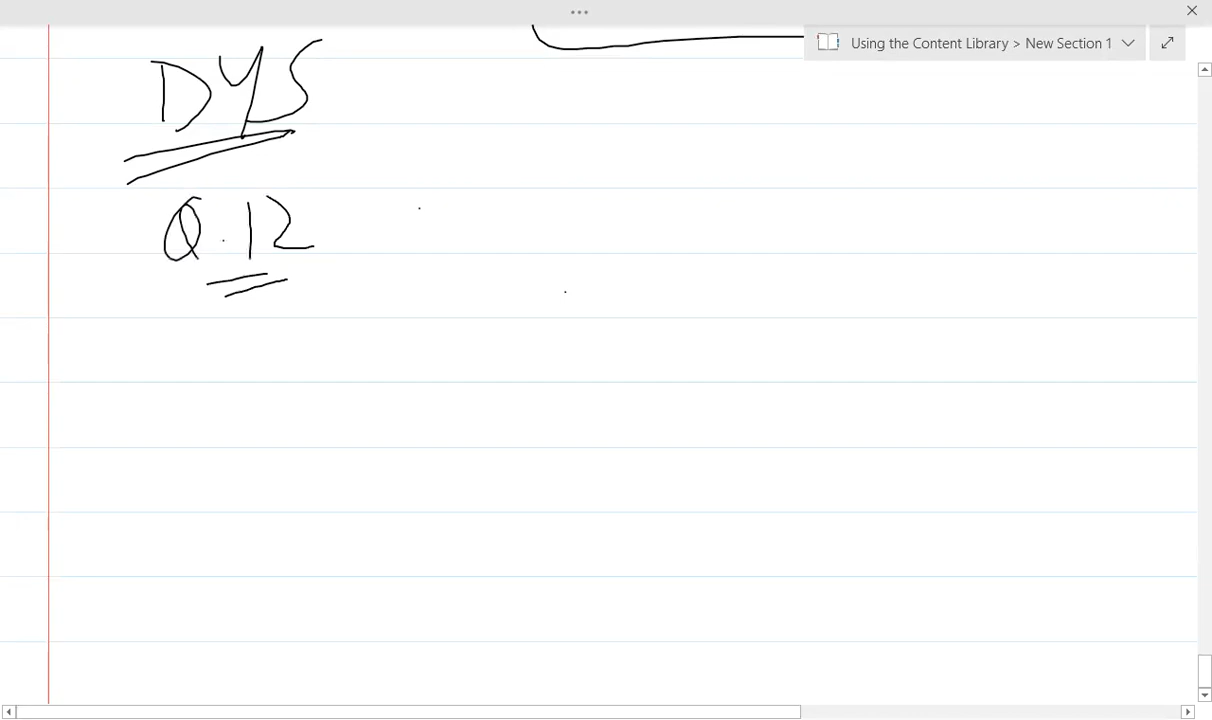 Using the Content Library > New Section 1
DYS
Q.12